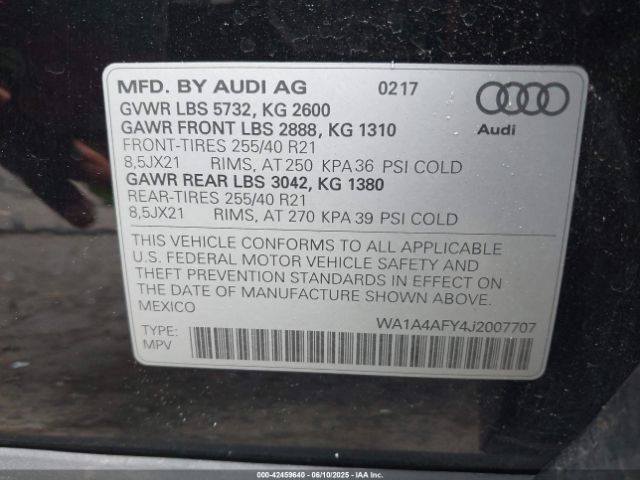 MFD. BY AUDI AG 0217
GVWR LBS 5732, KG 2600
GAWR FRONT LBS 2888, KG 1310
Audi
FRONT-TIRES 255/40 R21
8,5JX21 RIMS, AT 250 KPA 36 PSI COLD
GAWR REAR LBS 3042, KG 1380
REAR-TIRES 255/40 R21
8,5JX21 RIMS, AT 270 KPA 39 PSI COLD
THIS VEHICLE CONFORMS TO ALL APPLICABLE
U.S. FEDERAL MOTOR VEHICLE SAFETY AND
THEFT PREVENTION STANDARDS IN EFFECT ON
THE DATE OF MANUFACTURE SHOWN ABOVE.
MEXICO
WA1A4AFY4J2007707
TYPE:
MPV
000-42459640 - 06/10/2025 - IAA Inc.